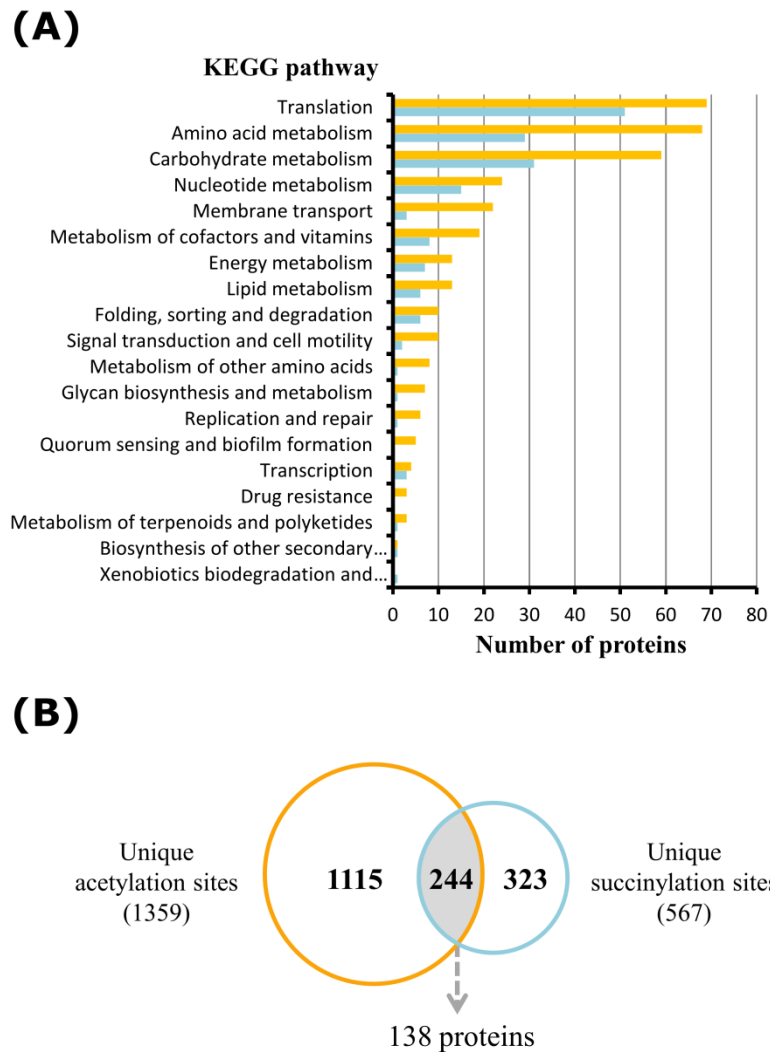 (A)
KEGG pathway
Translation
Amino acid metabolism
Carbohydrate metabolism
Nucleotide metabolism
Membrane transport
Metabolism of cofactors and vitamins
Energy metabolism
Lipid metabolism
Folding, sorting and degradation
Signal transduction and cell motility
Metabolism of other amino acids
Glycan biosynthesis and metabolism
Replication and repair
Quorum sensing and biofilm formation
Transcription
Drug resistance
Metabolism of terpenoids and polyketides
Biosynthesis of other secondary...
Xenobiotics biodegradation and...
0 10 20 30 40 50 60 70 80
Number of proteins
(B)
Unique
acetylation sites
(1359)
1115 244 323
Unique
succinylation sites
(567)
138 proteins